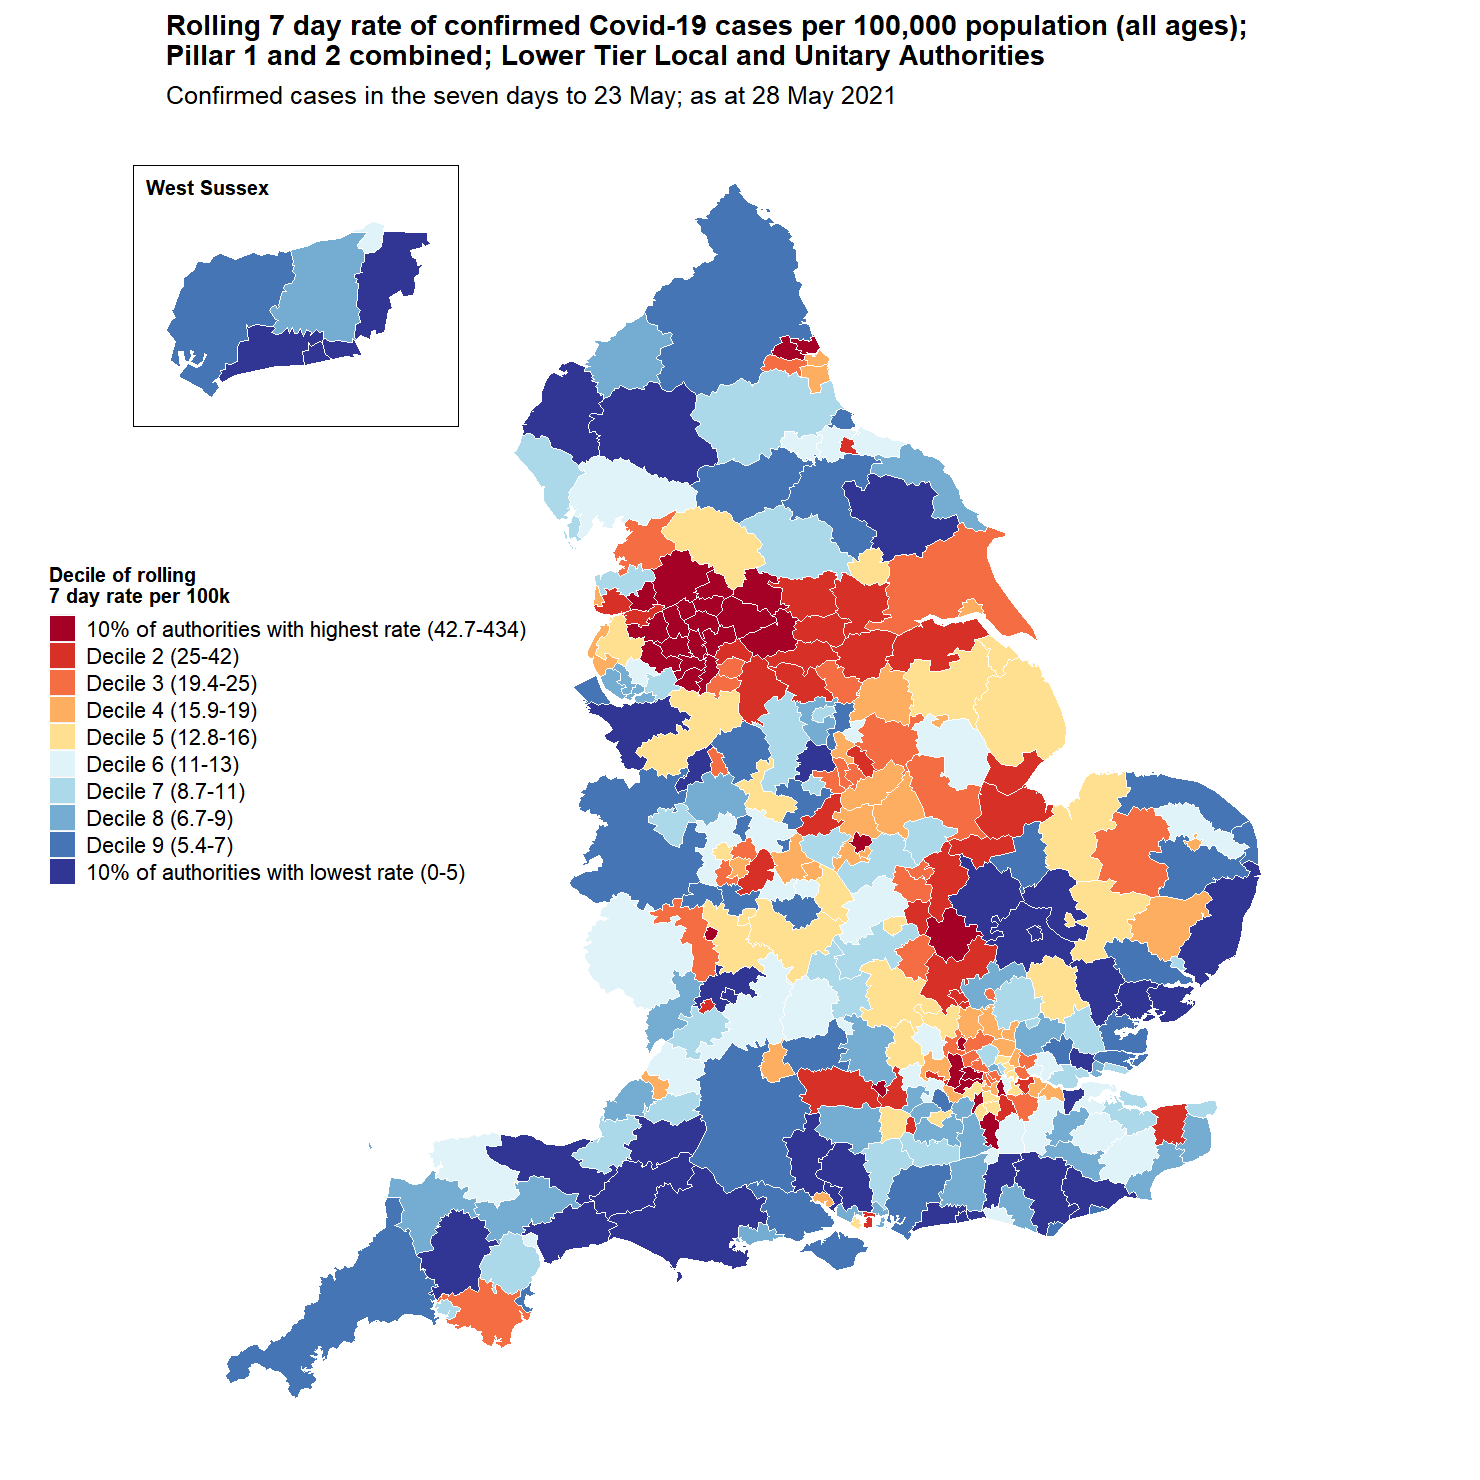 Rolling 7 day rate of confirmed Covid-19 cases per 100,000 population (all ages);
Pillar 1 and 2 combined; Lower Tier Local and Unitary Authorities
Confirmed cases in the seven days to 23 May; as at 28 May 2021
West Sussex
Decile of rolling
7 day rate per 100k
10% of authorities with highest rate (42.7-434)
Decile 2 (25-42)
Decile 3 (19.4-25)
Decile 4 (15.9-19)
Decile 5 (12.8-16)
Decile 6 (11-13)
Decile 7 (8.7-11)
Decile 8 (6.7-9)
Decile 9 (5.4-7)
10% of authorities with lowest rate (0-5)